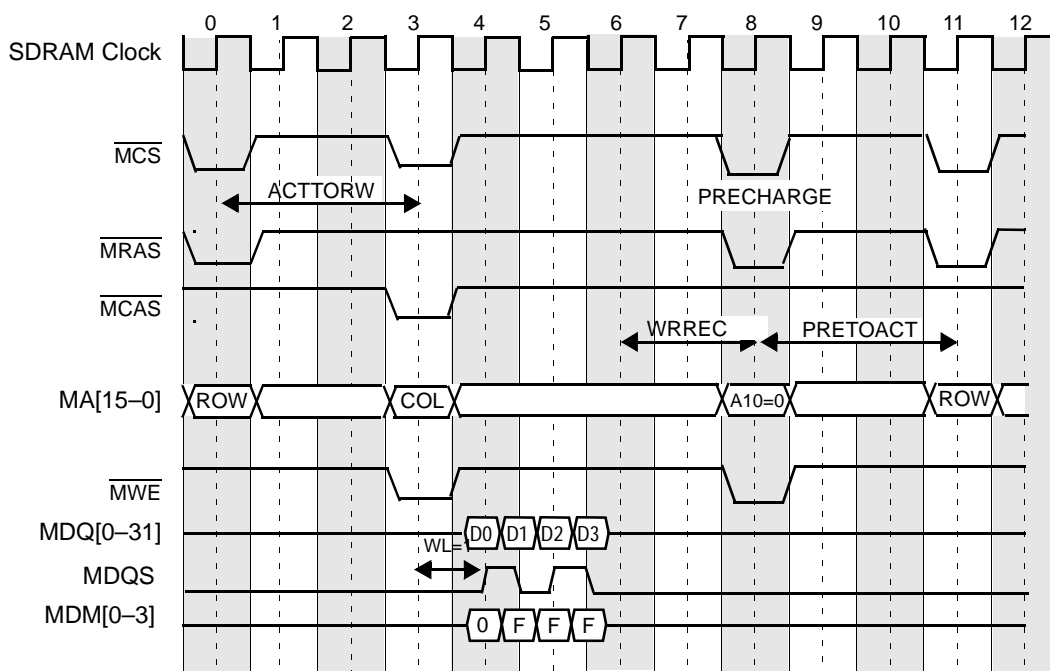 0 1 2 3 4 5 6 7 8 9 10 11 12
SDRAM Clock
MCS
ACTTORW
PRECHARGE
MRAS
MCAS
WRREC PRETOACT
MA[15–0] ROW COL A10=0 ROW
MWE
MDQ[0–31] D0 D1 D2 D3
WL=1
MDQS
MDM[0–3] 0 F F F